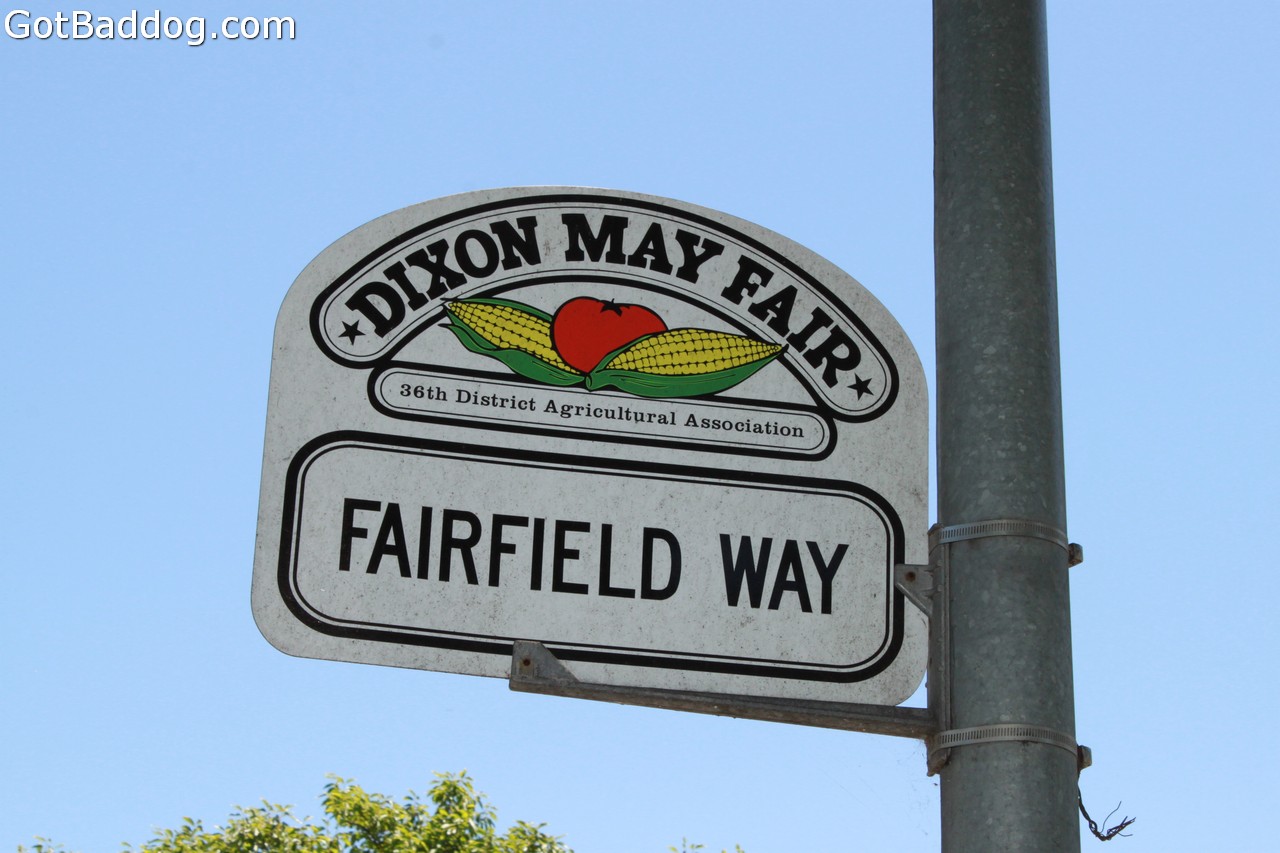 GotBaddog.com
DIXON MAY FAIR
36th District Agricultural Association
FAIRFIELD WAY